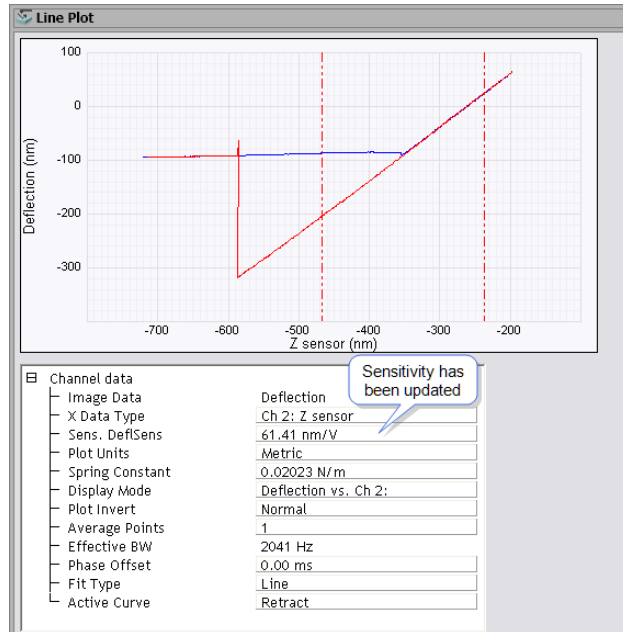 Line Plot
100
0
-100
-200
-300
Deflection (nm)
-700 -600 -500 -400 -300 -200
Z sensor (nm)
Sensitivity has
been updated
Channel data
Image Data Deflection
X Data Type Ch 2: Z sensor
Sens. DeflSens 61.41 nm/V
Plot Units Metric
Spring Constant 0.02023 N/m
Display Mode Deflection vs. Ch 2:
Plot Invert Normal
Average Points 1
Effective BW 2041 Hz
Phase Offset 0.00 ms
Fit Type Line
Active Curve Retract